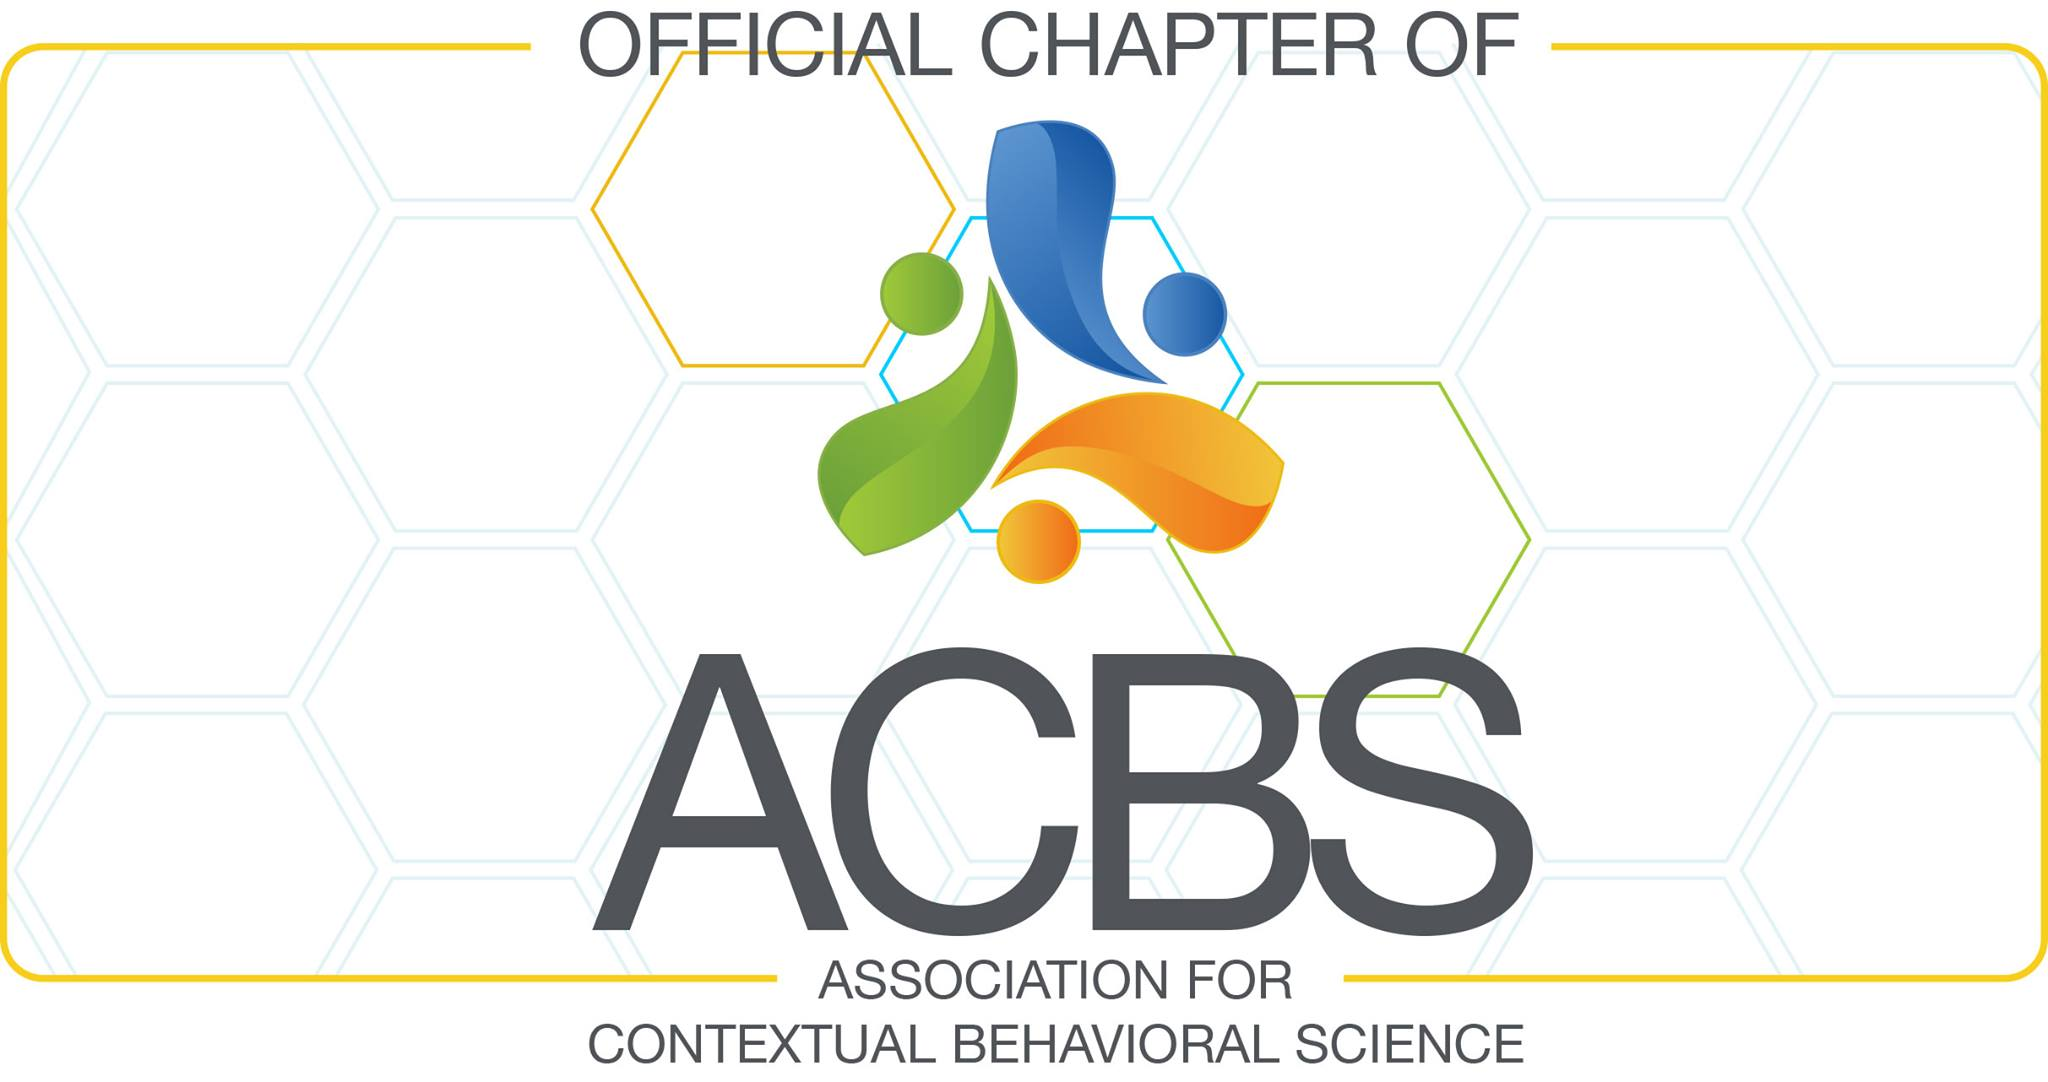 OFFICIAL CHAPTER OF
ACBS
ASSOCIATION FOR
CONTEXTUAL BEHAVIORAL SCIENCE